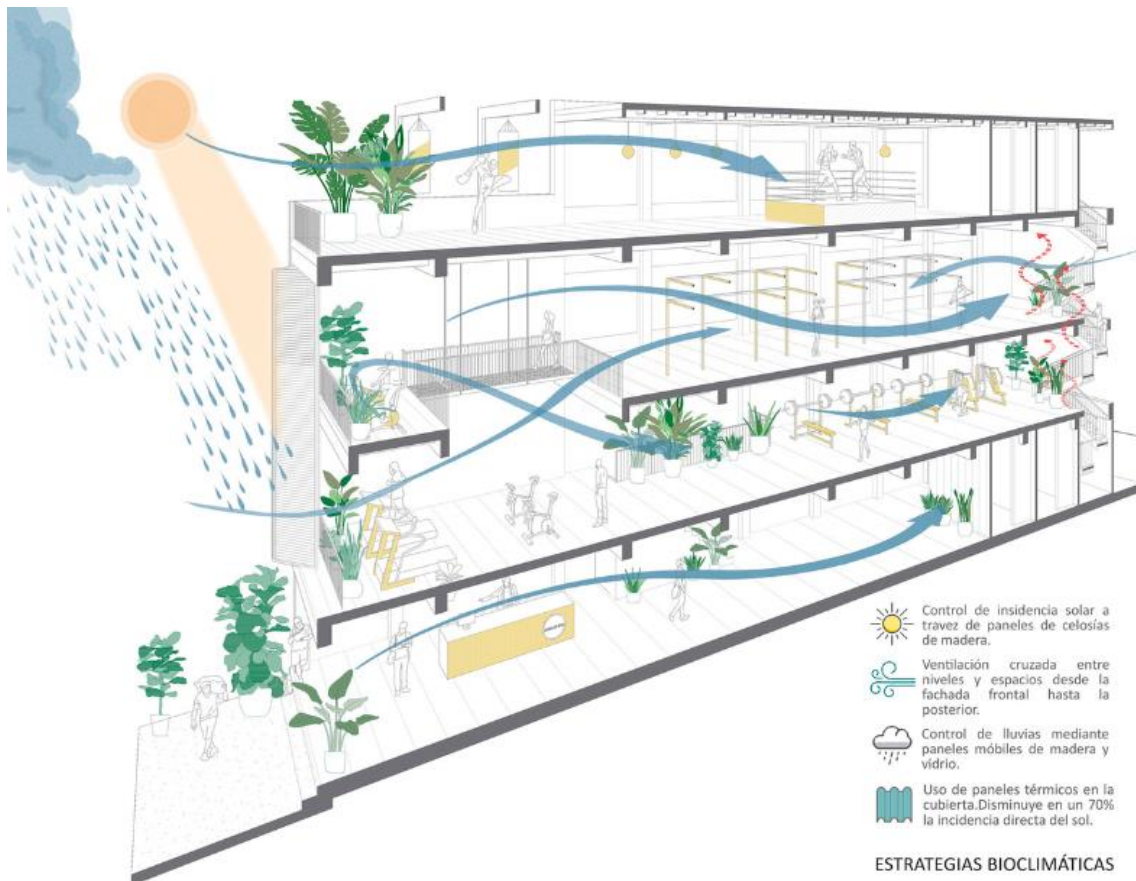 Control de insidencia solar a
travez de paneles de celosías
de madera.
Ventilación cruzada entre
niveles y espacios desde la
fachada frontal hasta la
posterior.
Control de lluvias mediante
paneles móbiles de madera y
vidrio.
Uso de paneles térmicos en la
cubierta.Disminuye en un 70%
la incidencia directa del sol.
ESTRATEGIAS BIOCLIMÁTICAS